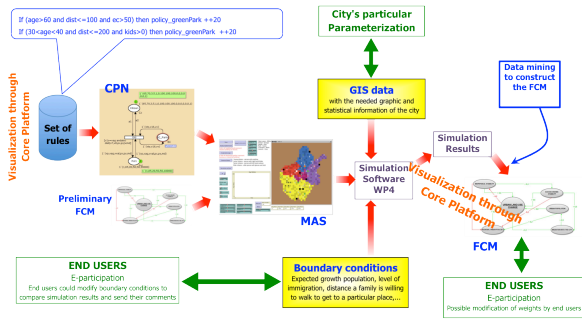 If (age>60 and dist<=100 and ec>50) then policy_greenPark ++20
If (30<age<40 and dist<=200 and kids>0) then policy_greenPark ++20
City's particular
Parameterization
Data mining
to construct
the FCM
Visualization through
Core Platform
Set of
rules
CPN
GIS data
with the needed graphic and
statistical information of the city
Simulation
Results
Simulation
Software
WP4
Visualization through
Core Platform
Preliminary
FCM
MAS
FCM
END USERS
E-participation
End users could modify boundary conditions to
compare simulation results and send their comments
Boundary conditions
Expected growth population, level of
immigration, distance a family is willing
to walk to get to a particular place,...
END USERS
E-participation
Possible modification of weights by end users